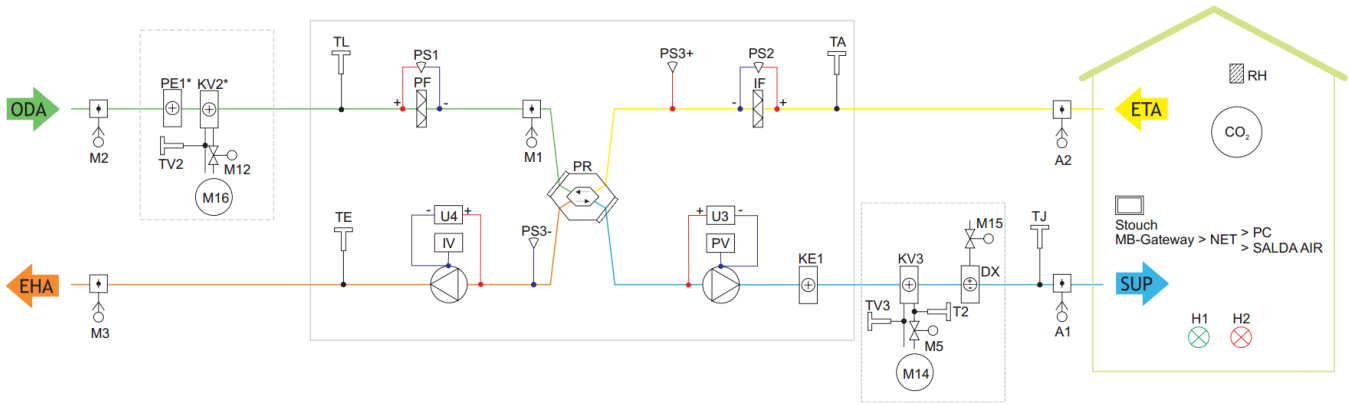 TL
PS1
PS3+
PS2
TA
RH
PE1*
KV2*
PF
IF
+
-
-
+
ODA
ETA
CO2
M2
M1
A2
TV2
M12
PR
M16
TE
-
U4
+
PS3-
+
U3
-
M15
TJ
Stouch
MB-Gateway > NET > PC
> SALDA AIR
IV
PV
KE1
KV3
DX
EHA
SUP
TV3
T2
H1
H2
M3
M5
A1
M14